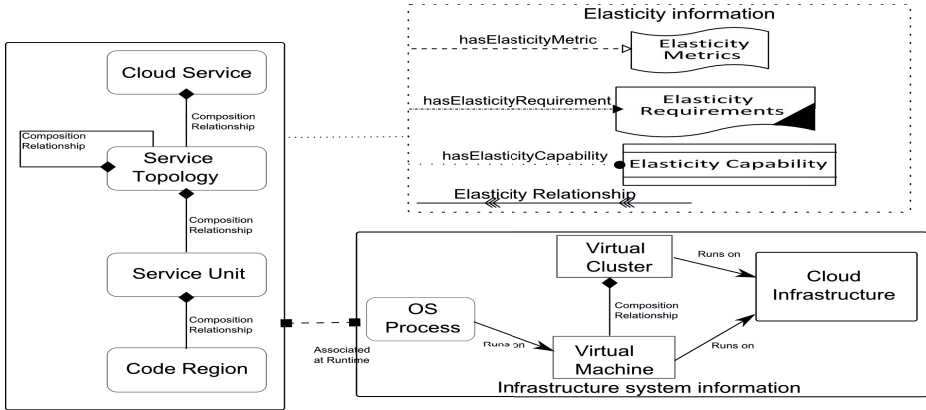 Cloud Service
Composition
Relationship
Composition
Relationship
Service
Topology
Composition
Relationship
Service Unit
Composition
Relationship
Code Region
Elasticity information
hasElasticityMetric
Elasticity
Metrics
hasElasticityRequirement
Elasticity
Requirements
hasElasticityCapability
Elasticity Capability
Elasticity Relationship
Associated
at Runtime
OS
Process
Runs on
Virtual
Cluster
Composition
Relationship
Virtual
Machine
Runs on
Runs on
Cloud
Infrastructure
Infrastructure system information